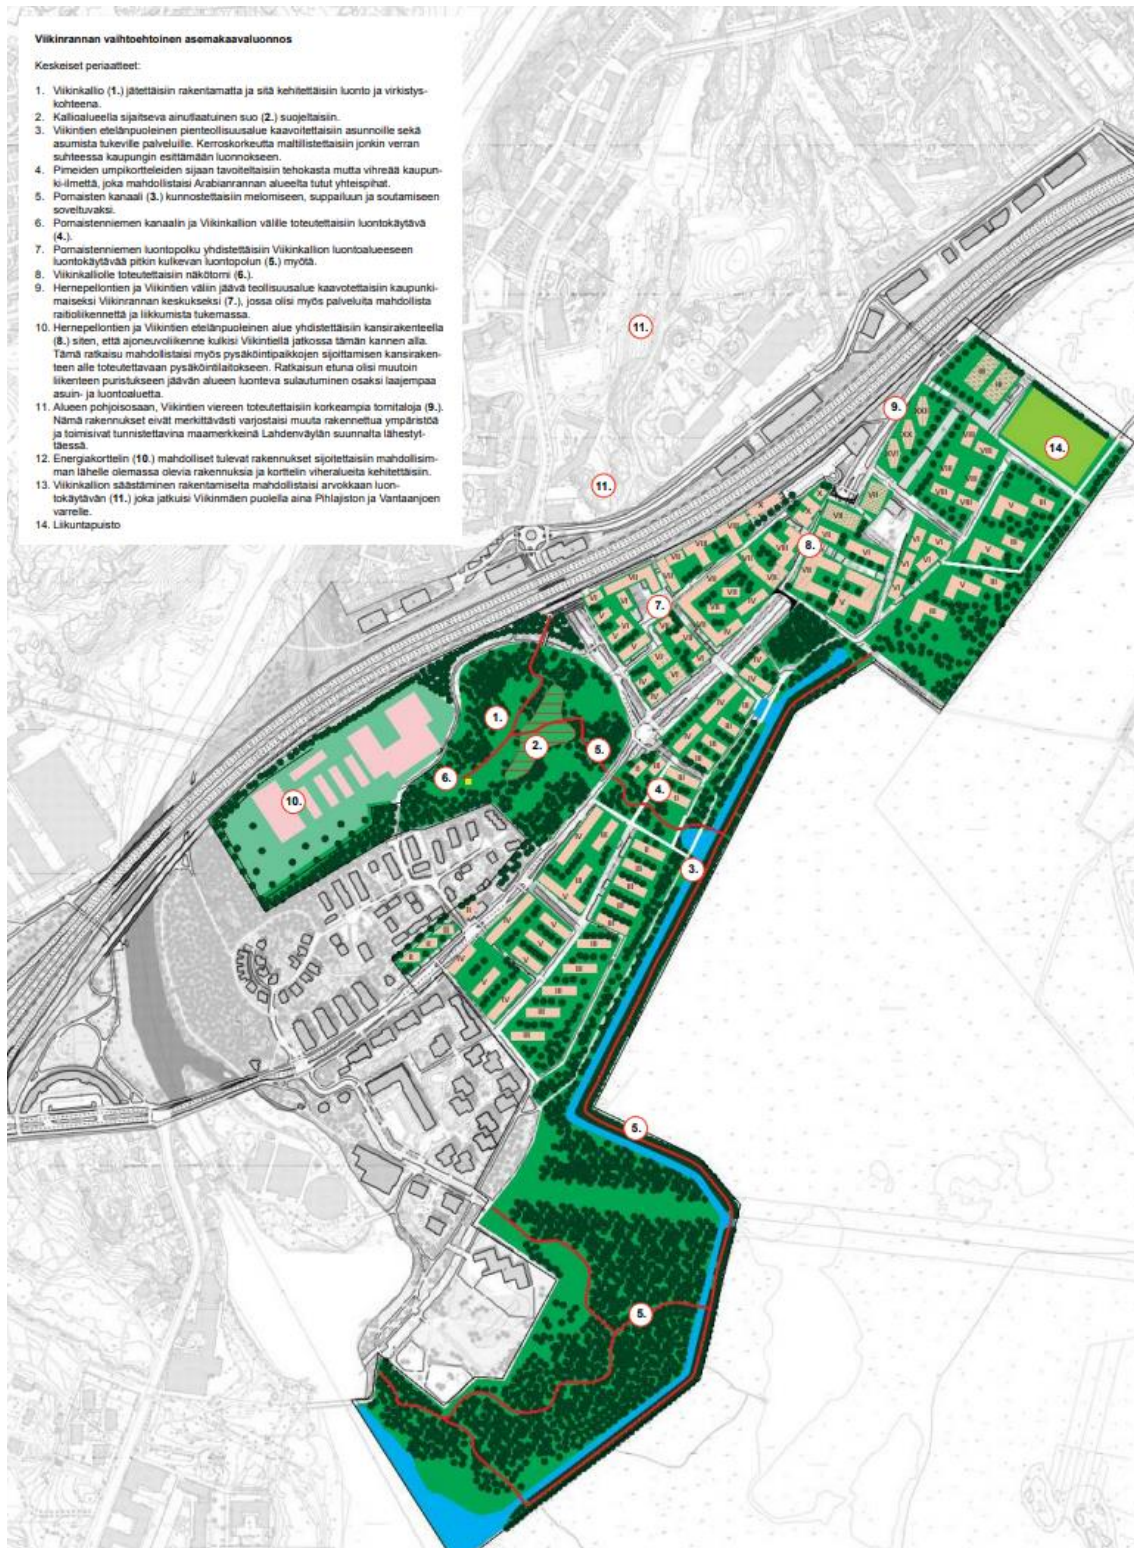 Viikinrannan vaihtoehtoinen asemakaavaluonnos
Keskeiset periaatteet:
1. Viikinkallio (1.) jätettäisiin rakentamatta ja sitä kehitettäisiin luonto ja virkistys-
kohteena.
2. Kallioalueella sijaitseva ainutlaatuinen suo (2.) suojeltaisiin.
3. Viikintien etelänpuoleinen pienteollisuusalue kaavoitettaisiin asunnoille sekä
asumista tukeville palveluille. Kerroskorkeutta maltillistettaisiin jonkin verran
suhteessa kaupungin esittämään luonnokseen.
4. Pimeiden umpikortteleiden sijaan tavoiteltaisiin tehokasta mutta vihreää kaupun-
ki-ilmettä, joka mahdollistaisi Arabianrannan alueelta tutut yhteispihat.
5. Pornaisten kanaali (3.) kunnostettaisiin melomiseen, suppailuun ja soutamiseen
soveltuvaksi.
6. Pornaistenniemen kanaalin ja Viikinkallion välille toteutettaisiin luontokäytävä
(4.).
7. Pornaistenniemen luontopolku yhdistettäisiin Viikinkallion luontoalueeseen
luontokäytävää pitkin kulkevan luontopolun (5.) myötä.
8. Viikinkalliolle toteutettaisiin näkötorni (6.).
9. Hernepellontien ja Viikintien väliin jäävä teollisuusalue kaavotettaisiin kaupunki-
maiseksi Viikinrannan keskukseksi (7.), jossa olisi myös palveluita mahdollista
raitioliikennettä ja liikkumista tukemassa.
10. Hernepellontien ja Viikintien etelänpuoleinen alue yhdistettäisiin kansirakenteella
(8.) siten, että ajoneuvoliikenne kulkisi Viikintiellä jatkossa tämän kannen alla.
Tämä ratkaisu mahdollistaisi myös pysäköintipaikkojen sijoittamisen kansiraken-
teen alle toteutettavaan pysäköintilaitokseen. Ratkaisun etuna olisi muutoin
liikenteen puristukseen jäävän alueen luonteva sulautuminen osaksi laajempaa
asuin- ja luontoaluetta.
11. Alueen pohjoisosaan, Viikintien viereen toteutettaisiin korkeampia tornitaloja (9.).
Nämä rakennukset eivät merkittävästi varjostaisi muuta rakennettua ympäristöä
ja toimisivat tunnistettavina maamerkkeinä Lahdenväylän suunnalta lähestyt-
täessä.
12. Energiakorttelin (10.) mahdolliset tulevat rakennukset sijoitettaisiin mahdollisim-
man lähelle olemassa olevia rakennuksia ja korttelin viheralueita kehitettäisiin.
13. Viikinkallion säästäminen rakentamiselta mahdollistaisi arvokkaan luon-
tokäytävän (11.) joka jatkuisi Viikinmäen puolella aina Pihlajiston ja Vantaanjoen
varrelle.
14. Liikuntapuisto
11.
9.
14.
11.
8.
7.
1.
2.
5.
6.
4.
10.
3.
5.
5.